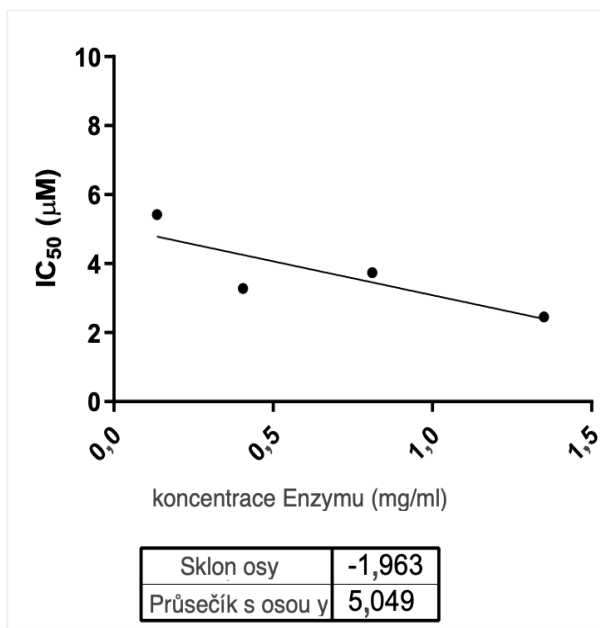 10
8
6
4
2
0
IC50 (µM)
0,0
0,5
1,0
1,5
koncentrace Enzymu (mg/ml)
Sklon osy -1,963
Průsečík s osou y 5,049